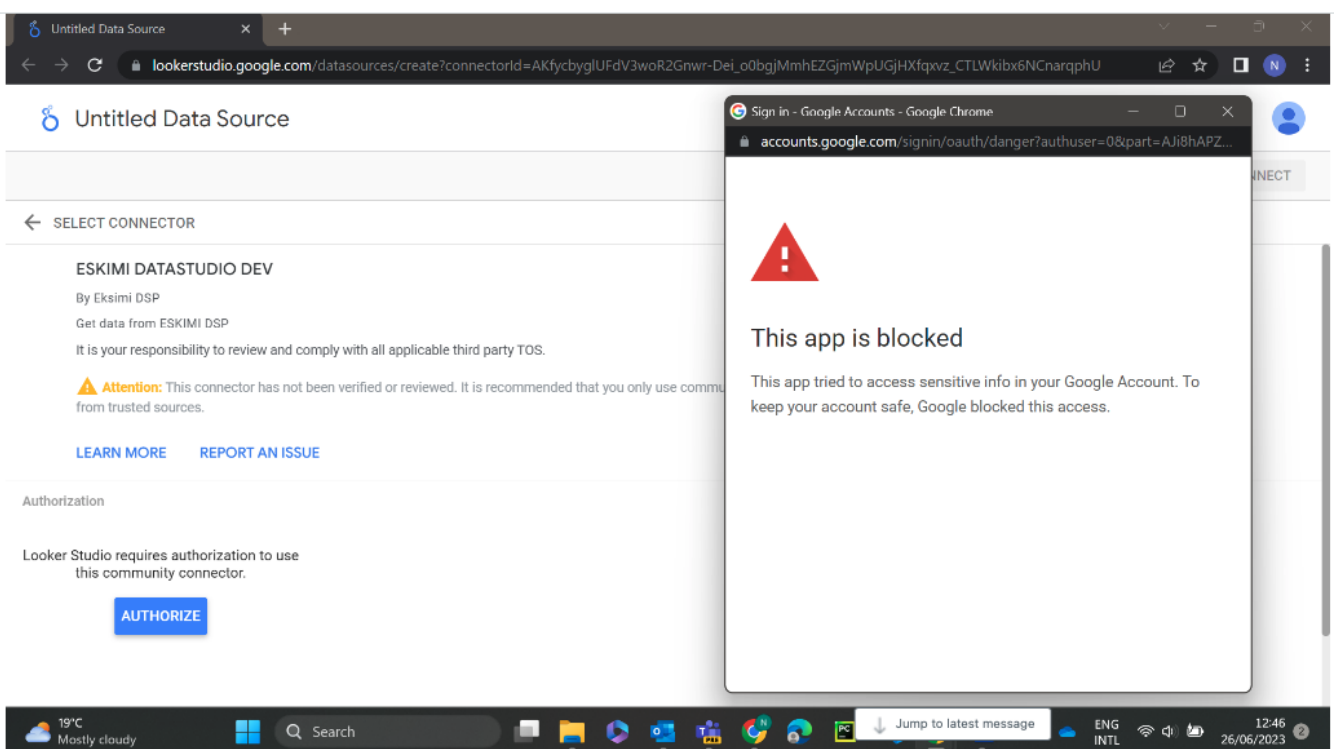 Untitled Data Source
lookerstudio.google.com/datasources/create?connectorId=AKfycbyglUFdV3woR2Gnwr-Dei_o0bgjMmhEZGjmWpUGjHXfqxvz_CTLWkibx6NCnarqphU
N
Untitled Data Source
NNECT
SELECT CONNECTOR
ESKIMI DATASTUDIO DEV
By Eksimi DSP
Get data from ESKIMI DSP
It is your responsibility to review and comply with all applicable third party TOS.
Attention: This connector has not been verified or reviewed. It is recommended that you only use commu
from trusted sources.
LEARN MORE REPORT AN ISSUE
Authorization
Looker Studio requires authorization to use
this community connector.
AUTHORIZE
Sign in - Google Accounts - Google Chrome
accounts.google.com/signin/oauth/danger?authuser=0&part=AJi8hAPZ...
This app is blocked
This app tried to access sensitive info in your Google Account. To
keep your account safe, Google blocked this access.
19°C
Mostly cloudy
Search
PC
Jump to latest message
ENG
INTL
12:46
26/06/2023
2